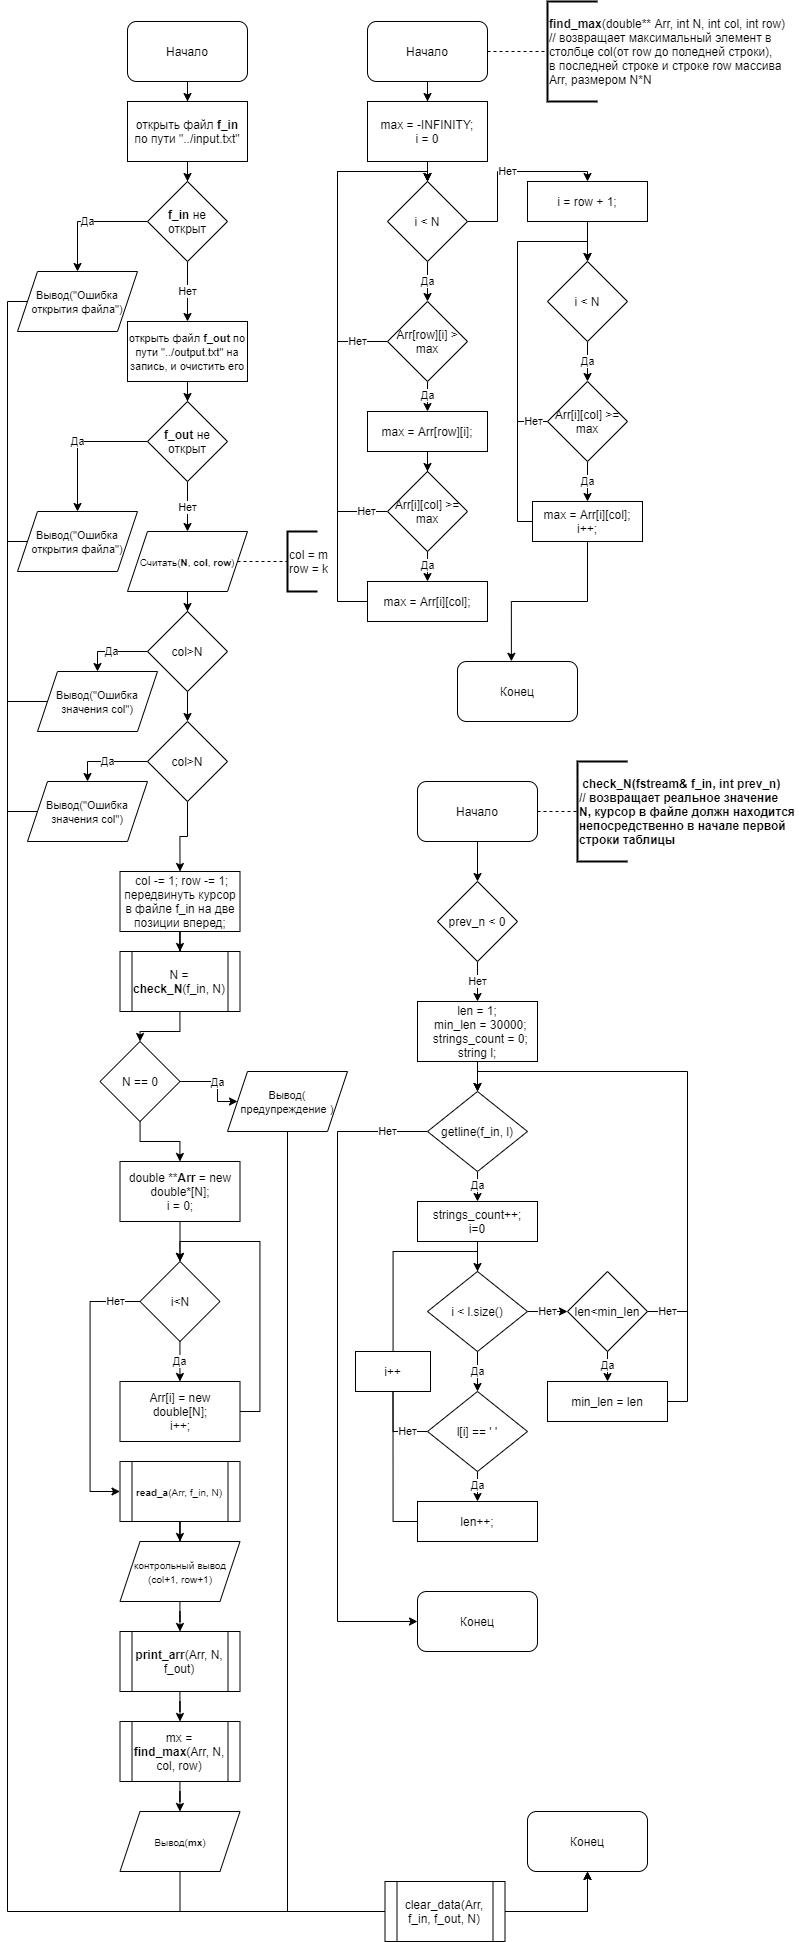 Начало
открыть файл f_in
по пути "../input.txt"
f_in не
открыт
Да
Вывод("Ошибка
открытия файла")
Нет
открыть файл f_out по
пути "../output.txt" на
запись, и очистить его
f_out не
открыт
Да
Вывод("Ошибка
открытия файла")
Нет
Считать(N, col, row)
col = m
row = k
col>N
Да
Вывод("Ошибка
значения col")
col>N
Да
Вывод("Ошибка
значения col")
col -= 1; row -= 1;
передвинуть курсор
в файле f_in на две
позиции вперед;
N =
check_N(f_in, N)
N == 0
Да
Вывод(
предупреждение )
double **Arr = new
double*[N];
i = 0;
i<N
Нет
Да
Arr[i] = new
double[N];
i++;
read_a(Arr, f_in, N)
контрольный вывод
(col+1, row+1)
print_arr(Arr, N,
f_out)
mx =
find_max(Arr, N,
col, row)
Вывод(mx)
clear_data(Arr,
f_in, f_out, N)
Конец
Начало
find_max(double** Arr, int N, int col, int row)
// возвращает максимальный элемент в
столбце col(от row до поледней строки),
в последней строке и строке row массива
Arr, размером N*N
max = -INFINITY;
i = 0
i < N
Нет
Да
Arr[row][i] >
max
Нет
Да
max = Arr[row][i];
Arr[i][col] >=
max
Нет
Да
max = Arr[i][col];
i = row + 1;
i < N
Да
Arr[i][col] >=
max
Нет
Да
max = Arr[i][col];
i++;
Конец
Начало
check_N(fstream& f_in, int prev_n)
// возвращает реальное значение
N, курсор в файле должн находится
непосредственно в начале первой
строки таблицы
prev_n < 0
Нет
len = 1;
min_len = 30000;
strings_count = 0;
string l;
getline(f_in, l)
Нет
Да
strings_count++;
i=0
i < l.size()
Нет
len<min_len
Нет
Да
min_len = len
Да
i++
l[i] == ' '
Нет
Да
len++;
Конец